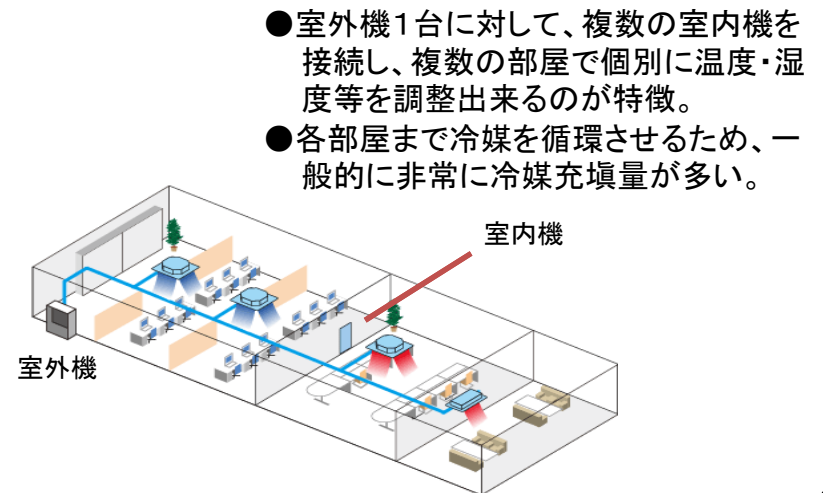 ●室外機1台に対して、複数の室内機を
接続し、複数の部屋で個別に温度・湿
度等を調整出来るのが特徴。
●各部屋まで冷媒を循環させるため、一
般的に非常に冷媒充塡量が多い。
室内機
室外機